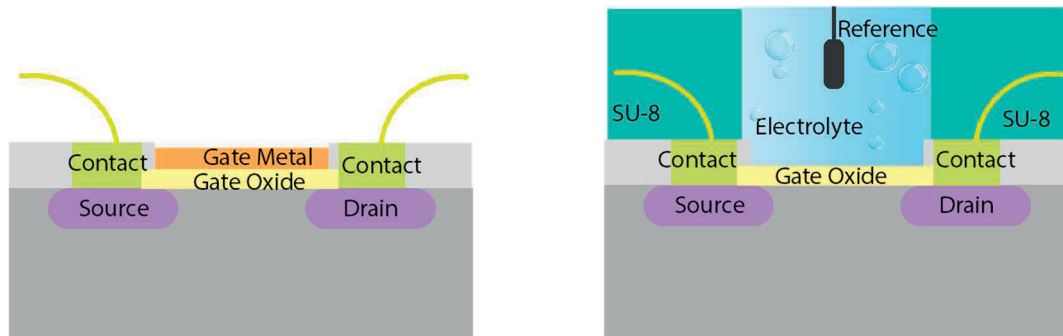 Contact
Gate Metal
Contact
Gate Oxide
Source
Drain
Reference
SU-8
Electrolyte
SU-8
Contact
Contact
Gate Oxide
Source
Drain